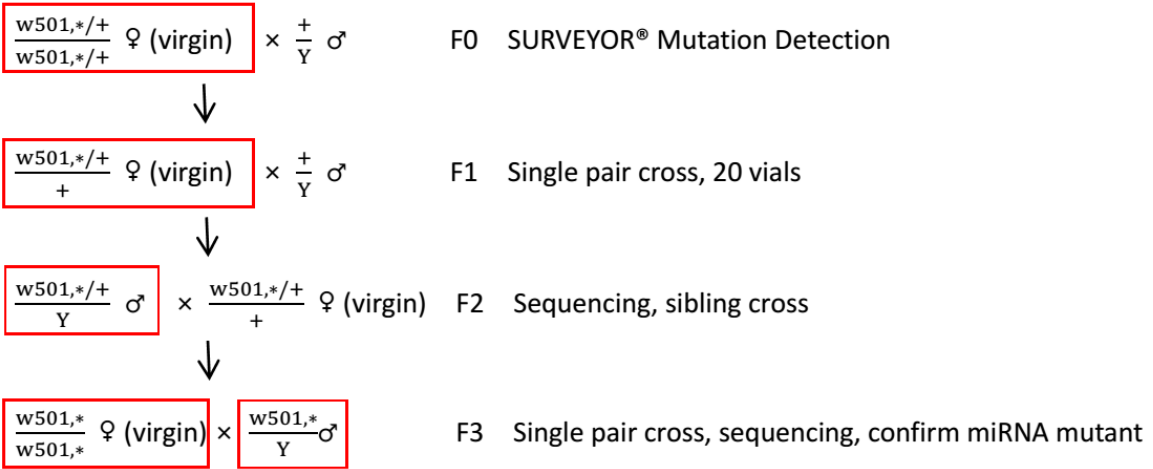 w501,∗/+
w501,∗/+ ♀ (virgin) × +/Y ♂ F0 SURVEYOR® Mutation Detection
w501,∗/+
+ ♀ (virgin) × +/Y ♂ F1 Single pair cross, 20 vials
w501,∗/+
Y ♂ × w501,∗/+
+ ♀ (virgin) F2 Sequencing, sibling cross
w501,∗
w501,∗ ♀ (virgin) × w501,∗
Y ♂ F3 Single pair cross, sequencing, confirm miRNA mutant